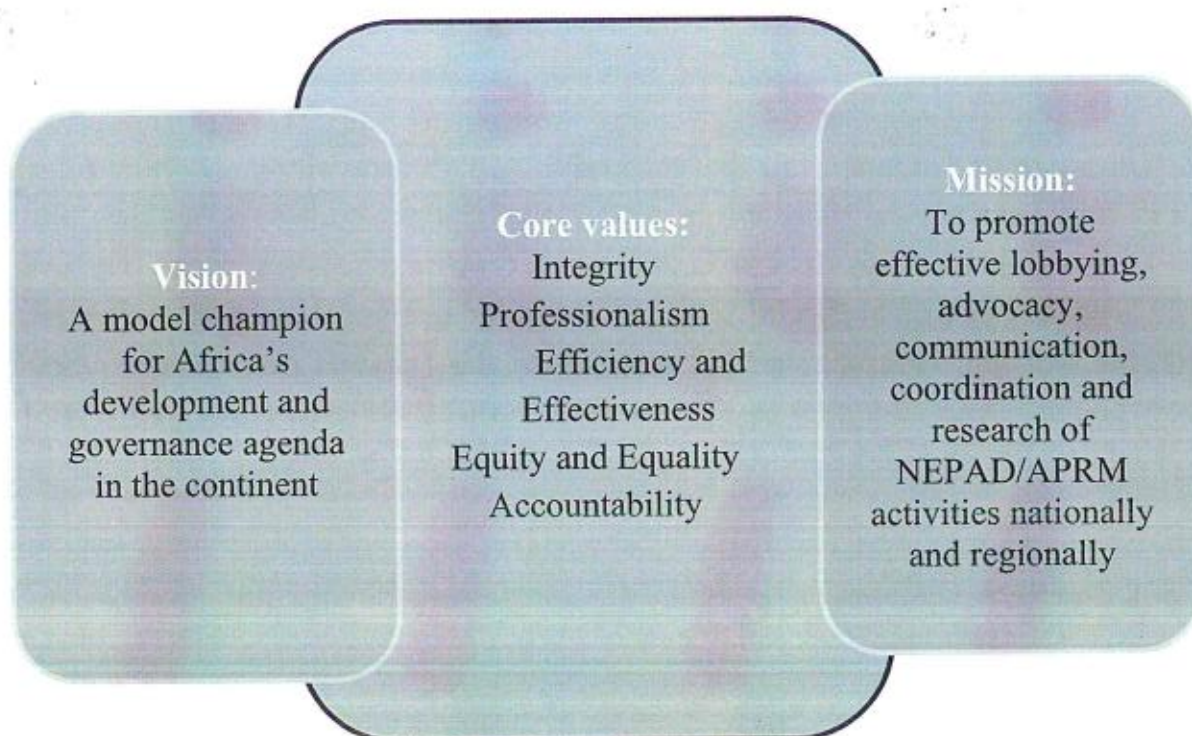 Vision:
A model champion
for Africa's
development and
governance agenda
in the continent
Core values:
Integrity
Professionalism
Efficiency and
Effectiveness
Equity and Equality
Accountability
Mission:
To promote
effective lobbying,
advocacy,
communication,
coordination and
research of
NEPAD/APRM
activities nationally
and regionally